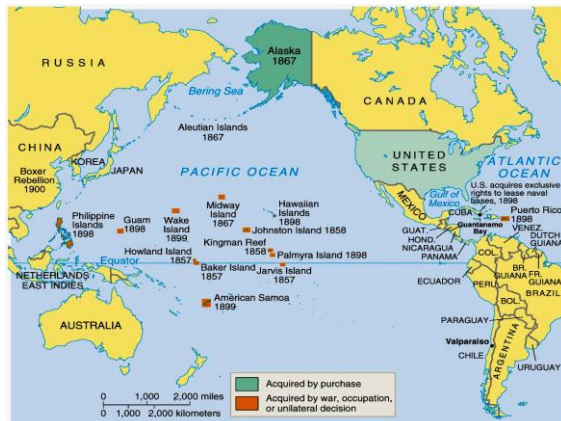 RUSSIA
Alaska
1867
Bering Sea
CANADA
Aleutian Islands
1867
CHINA
Boxer
Rebellion
1900
KOREA
JAPAN
PACIFIC OCEAN
UNITED
STATES
ATLANTIC
OCEAN
U.S. acquires exclusive
rights to lease naval
bases, 1898
Gulf of
Mexico
MEXICO
CUBA
Guantanamo
Bay
Puerto Rico
1898
Philippine
Islands
1898
Guam
1898
Wake
Island
1899
Midway
Island
1867
Hawaiian
Islands
1898
Johnston Island 1858
Kingman Reef
1858
Palmyra Island 1898
Howland Island
1857
Baker Island
1857
Jarvis Island
1857
Equator
GUAT.
HOND.
NICARAGUA
PANAMA
VENEZ.
DUTCH
GUIANA
COL.
BR.
GUIANA
FR.
GUIANA
ECUADOR
PERU
BRAZIL
BOL.
NETHERLANDS
EAST INDIES
American Samoa
1899
AUSTRALIA
PARAGUAY
Valparaiso
CHILE
ARGENTINA
URUGUAY
0 1,000 2,000 miles
0 1,000 2,000 kilometers
Acquired by purchase
Acquired by war, occupation,
or unilateral decision